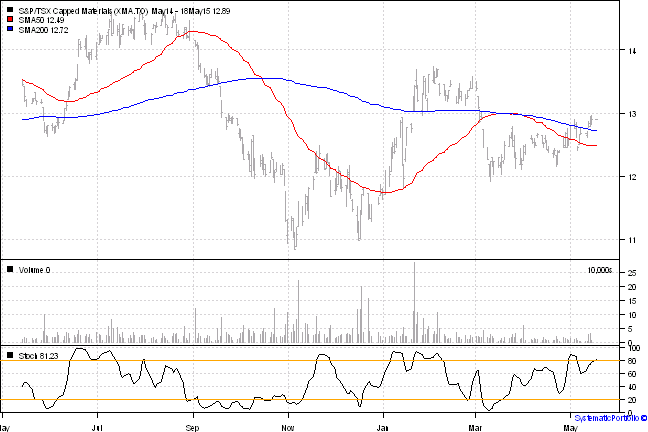 S&P/TSX Capped Materials (XMA.TO) May14 - 18May15 12.89
SMA50 12.49
SMA200 12.72
14
13
12
11
Volume 0
10,000s
25
20
15
10
5
0
Stoch 81.23
100
80
60
40
20
0
May
Jul
Sep
Nov
Jan
Mar
May
SystematicPortfolio ©